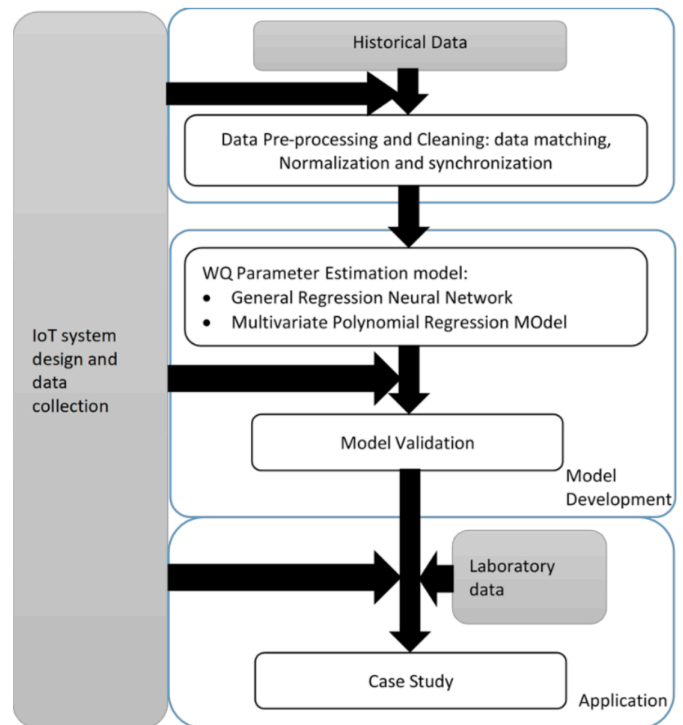 Historical Data
Data Pre-processing and Cleaning: data matching,
Normalization and synchronization
WQ Parameter Estimation model:
• General Regression Neural Network
• Multivariate Polynomial Regression MOdel
IoT system
design and
data
collection
Model Validation
Model
Development
Laboratory
data
Case Study
Application